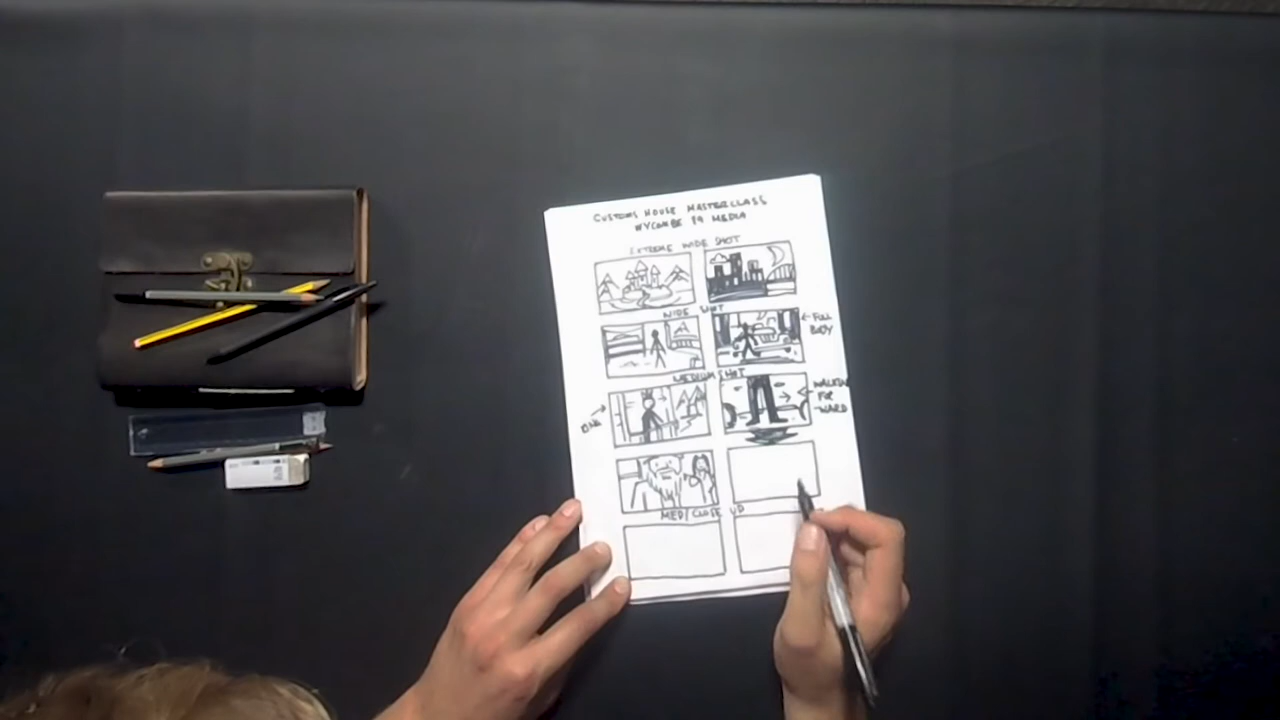 CUSTOMS HOUSE MASTERCLASS
WYCOMBE 89 MEDIA
EXTREME WIDE SHOT
WIDE SHOT
← FULL
BODY
MEDIUM SHOT
WALKING
FOR
-WARD
MED/CLOSE UP